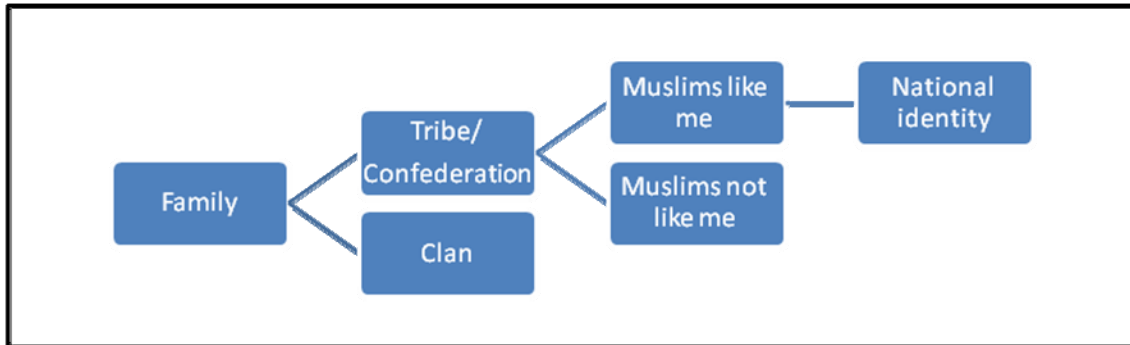 Family
Tribe/
Confederation
Clan
Muslims like
me
Muslims not
like me
National
identity